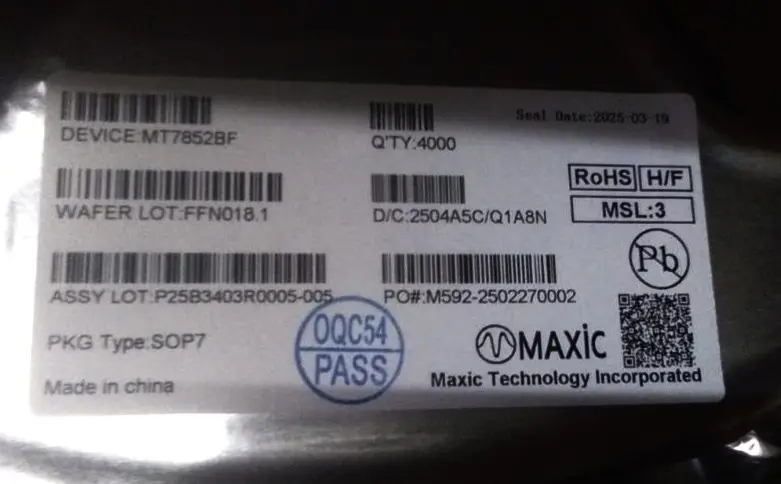 DEVICE:MT7852BF
Q'TY:4000
Seal Date:2025-03-19
WAFER LOT:FFN018.1
D/C:2504A5C/Q1A8N
RoHS H/F
MSL:3
ASSY LOT:P25B3403R0005-005
PO#:M592-2502270002
Pb
PKG Type:SOP7
OQC54
PASS
MAXiC
Made in china
Maxic Technology Incorporated